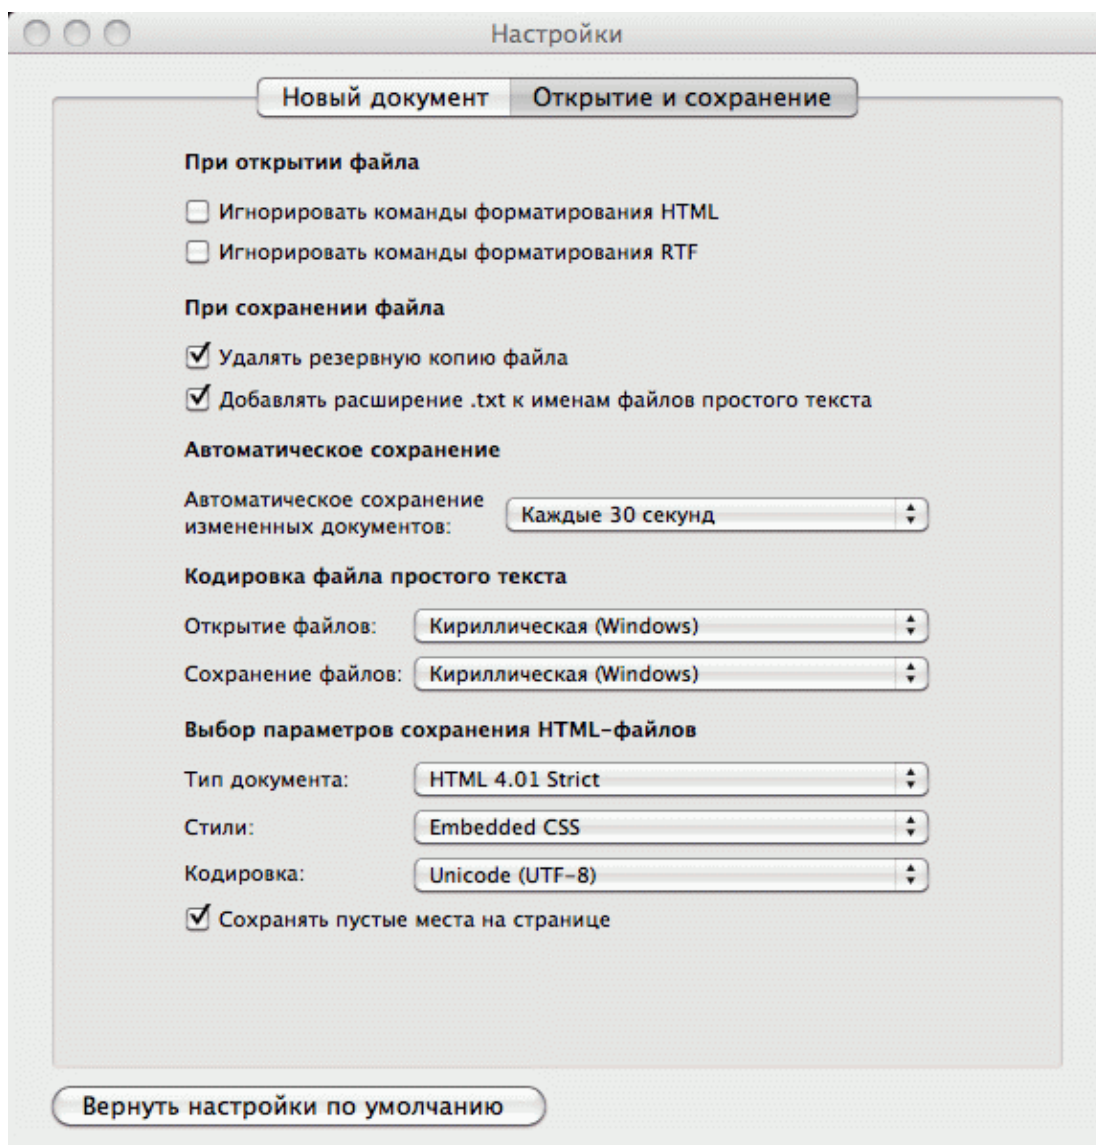 Настройки
Новый документ
Открытие и сохранение
При открытии файла
Игнорировать команды форматирования HTML
Игнорировать команды форматирования RTF
При сохранении файла
Удалять резервную копию файла
Добавлять расширение .txt к именам файлов простого текста
Автоматическое сохранение
Автоматическое сохранение
измененных документов:
Каждые 30 секунд
Кодировка файла простого текста
Открытие файлов:
Кириллическая (Windows)
Сохранение файлов:
Кириллическая (Windows)
Выбор параметров сохранения HTML-файлов
Тип документа:
HTML 4.01 Strict
Стили:
Embedded CSS
Кодировка:
Unicode (UTF-8)
Сохранять пустые места на странице
Вернуть настройки по умолчанию